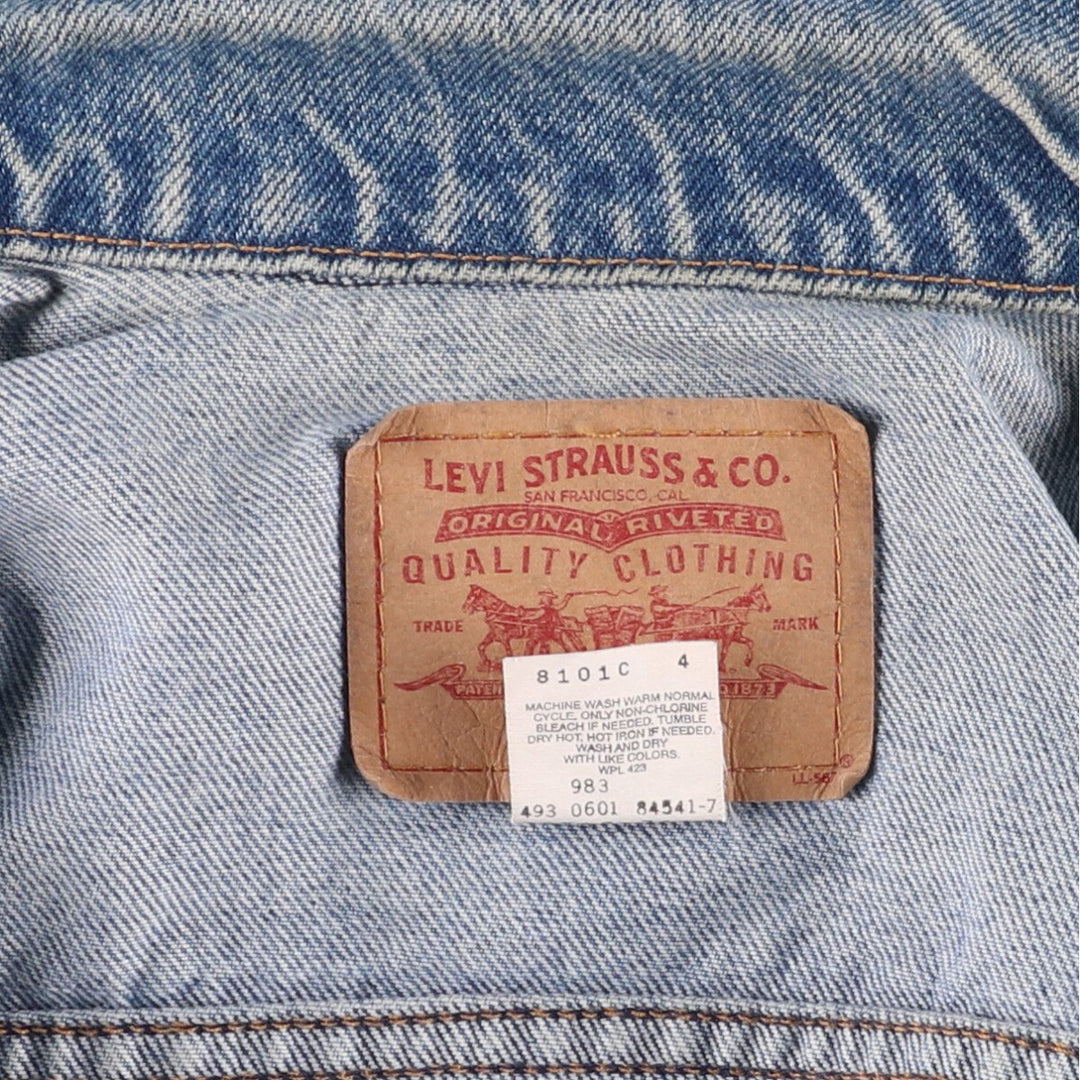 LEVI STRAUSS & CO.
SAN FRANCISCO, CAL
ORIGINAL RIVETED
QUALITY CLOTHING
TRADE MARK
PATEN
8101C 4
MACHINE WASH WARM NORMAL
CYCLE. ONLY NON-CHLORINE
BLEACH IF NEEDED. TUMBLE
DRY HOT. HOT IRON IF NEEDED.
WASH AND DRY
WITH LIKE COLORS.
WPL 423
983
493 0601 84541-7
®